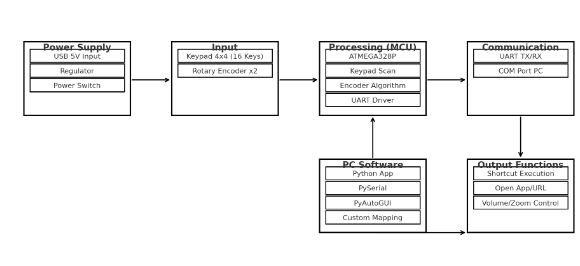 Power Supply
USB 5V Input
Regulator
Power Switch
Input
Keypad 4x4 (16 Keys)
Rotary Encoder x2
Processing (MCU)
ATMEGA328P
Keypad Scan
Encoder Algorithm
UART Driver
Communication
UART TX/RX
COM Port PC
PC Software
Python App
PySerial
PyAutoGUI
Custom Mapping
Output Functions
Shortcut Execution
Open App/URL
Volume/Zoom Control